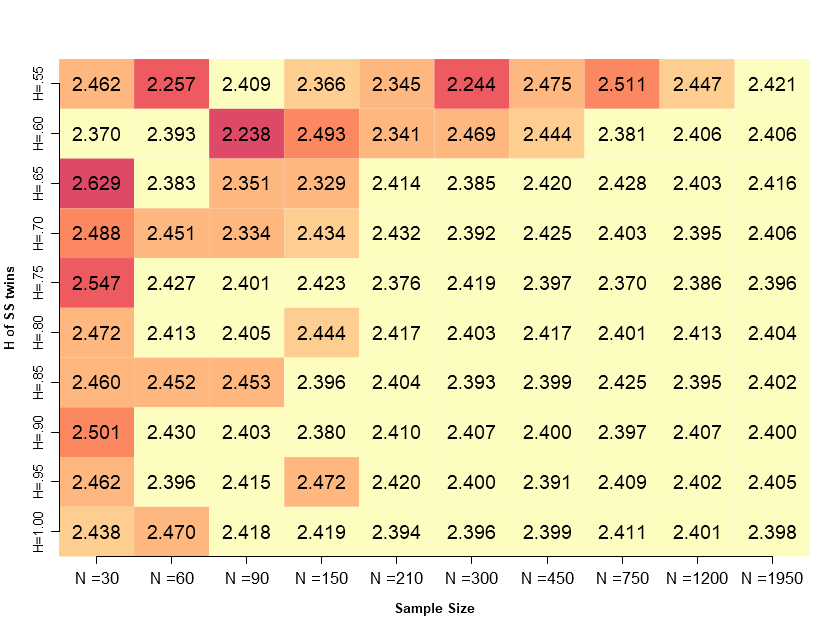 H=.55 2.462 2.257 2.409 2.366 2.345 2.244 2.475 2.511 2.447 2.421
H=.60 2.370 2.393 2.238 2.493 2.341 2.469 2.444 2.381 2.406 2.406
H=.65 2.629 2.383 2.351 2.329 2.414 2.385 2.420 2.428 2.403 2.416
H=.70 2.488 2.451 2.334 2.434 2.432 2.392 2.425 2.403 2.395 2.406
H=.75 2.547 2.427 2.401 2.423 2.376 2.419 2.397 2.370 2.386 2.396
H=.80 2.472 2.413 2.405 2.444 2.417 2.403 2.417 2.401 2.413 2.404
H=.85 2.460 2.452 2.453 2.396 2.404 2.393 2.399 2.425 2.395 2.402
H=.90 2.501 2.430 2.403 2.380 2.410 2.407 2.400 2.397 2.407 2.400
H=.95 2.462 2.396 2.415 2.472 2.420 2.400 2.391 2.409 2.402 2.405
H=1.00 2.438 2.470 2.418 2.419 2.394 2.396 2.399 2.411 2.401 2.398
H of SS twins
N =30 N =60 N =90 N =150 N =210 N =300 N =450 N =750 N =1200 N =1950
Sample Size